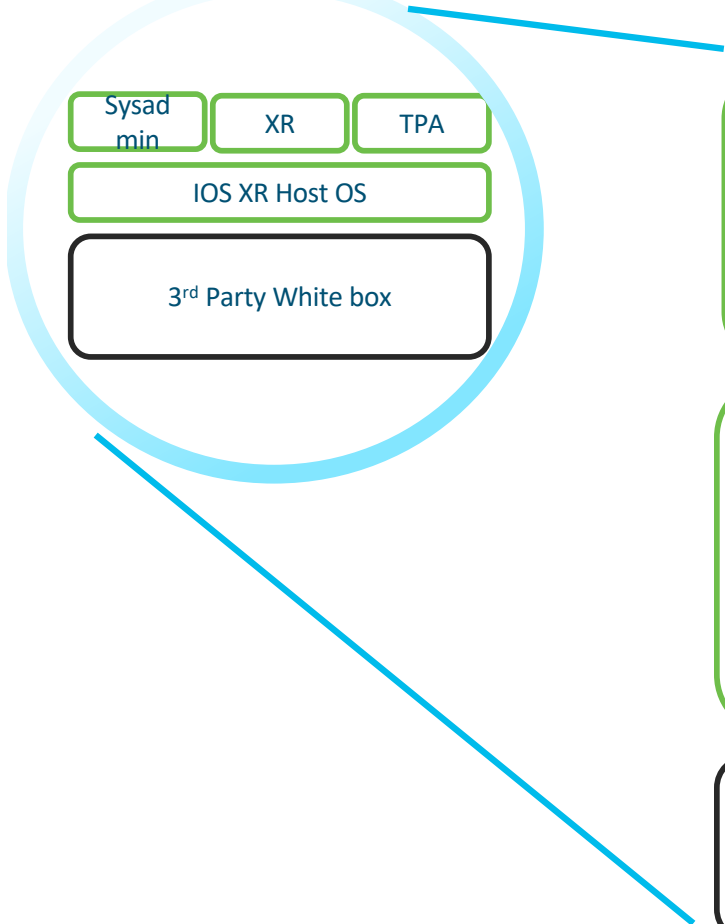 Sysad
min
XR
TPA
IOS XR Host OS
3rd Party White box